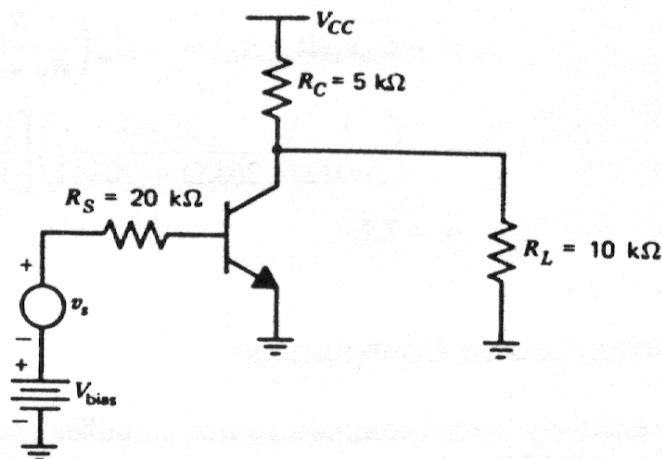 V_CC
R_C = 5 kΩ
R_S = 20 kΩ
R_L = 10 kΩ
+
v_s
−
+
V_bias
−